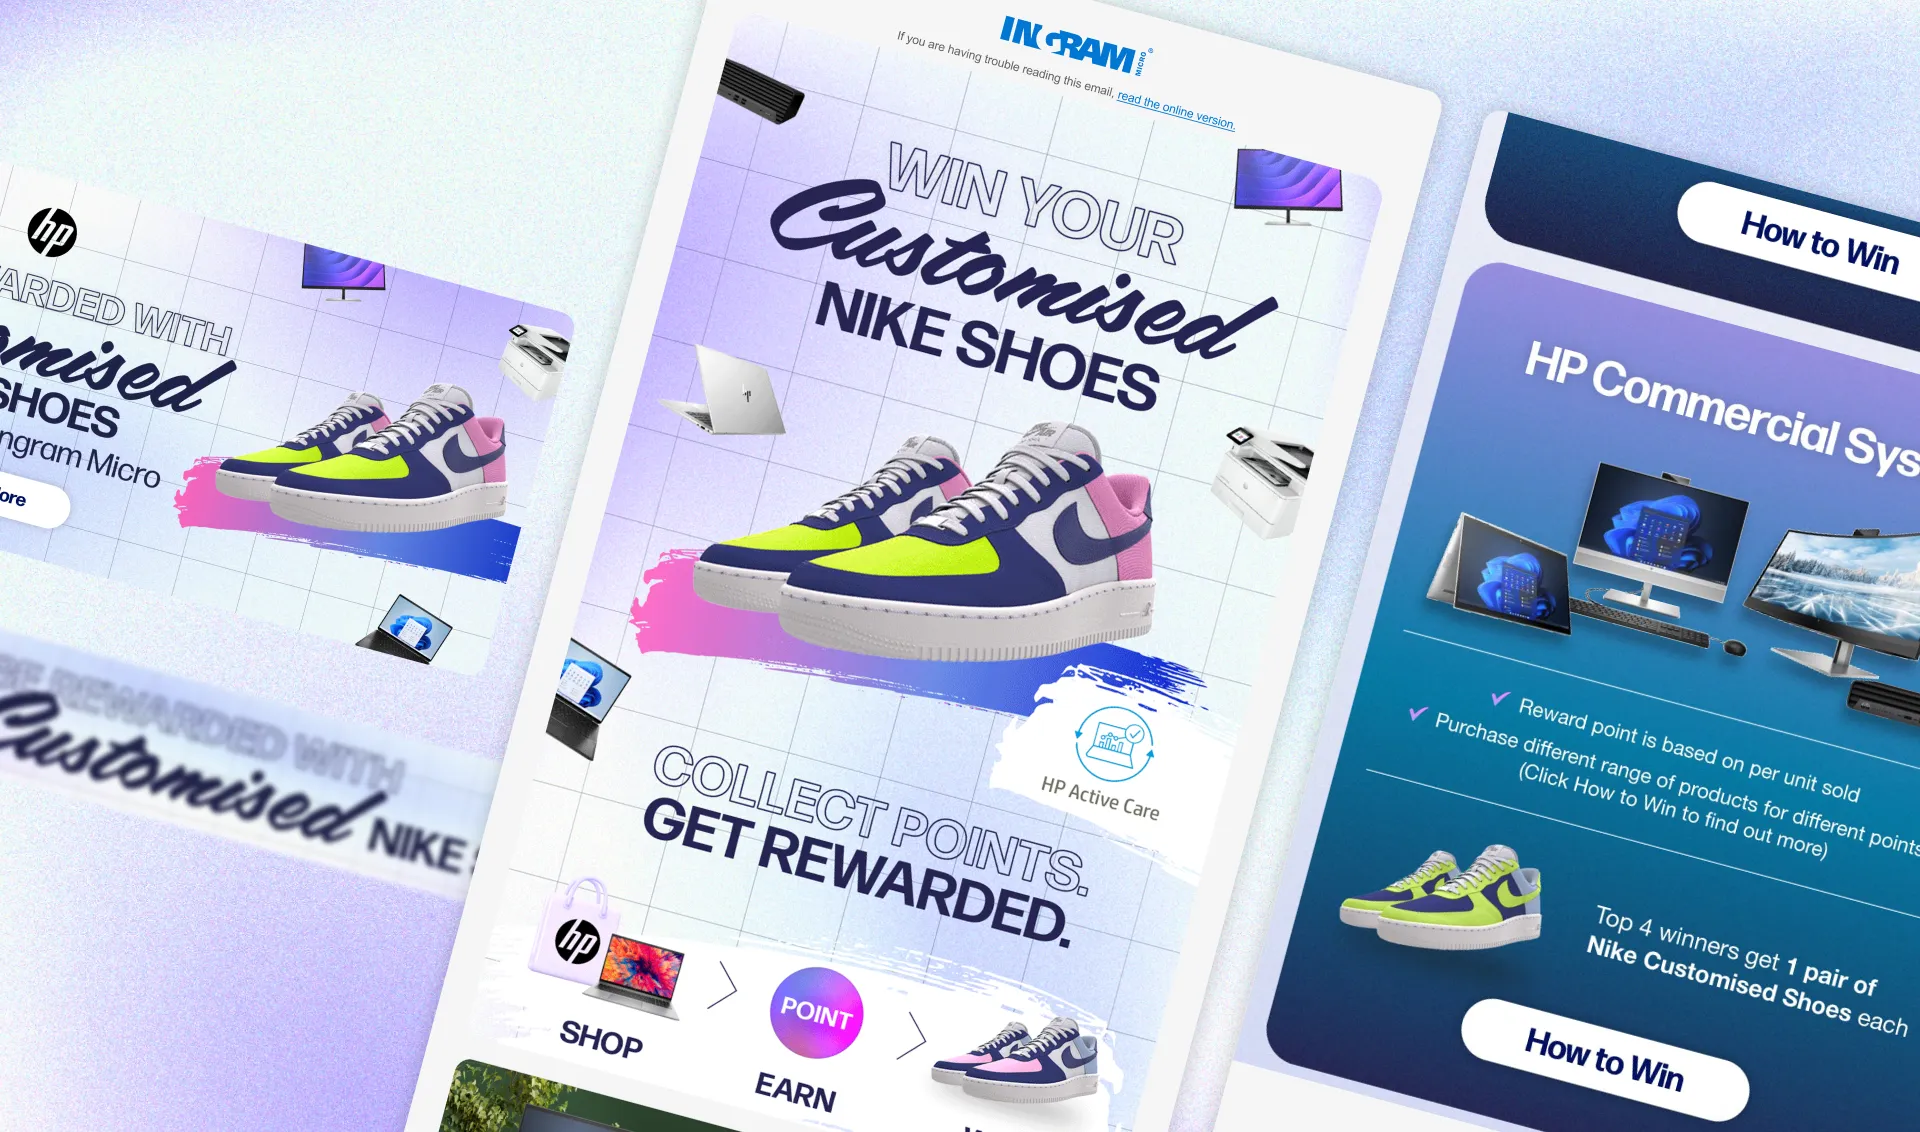 hp
ARDED WITH
omised
SHOES
ngram Micro
ore
BE REWARDED WITH
Customised NIKE
INGRAM MICRO®
If you are having trouble reading this email, read the online version.
WIN YOUR
Customised
NIKE SHOES
HP Active Care
COLLECT POINTS.
GET REWARDED.
hp
POINT
SHOP
EARN
How to Win
HP Commercial Sys
Reward point is based on per unit sold
Purchase different range of products for different points
(Click How to Win to find out more)
Top 4 winners get 1 pair of
Nike Customised Shoes each
How to Win